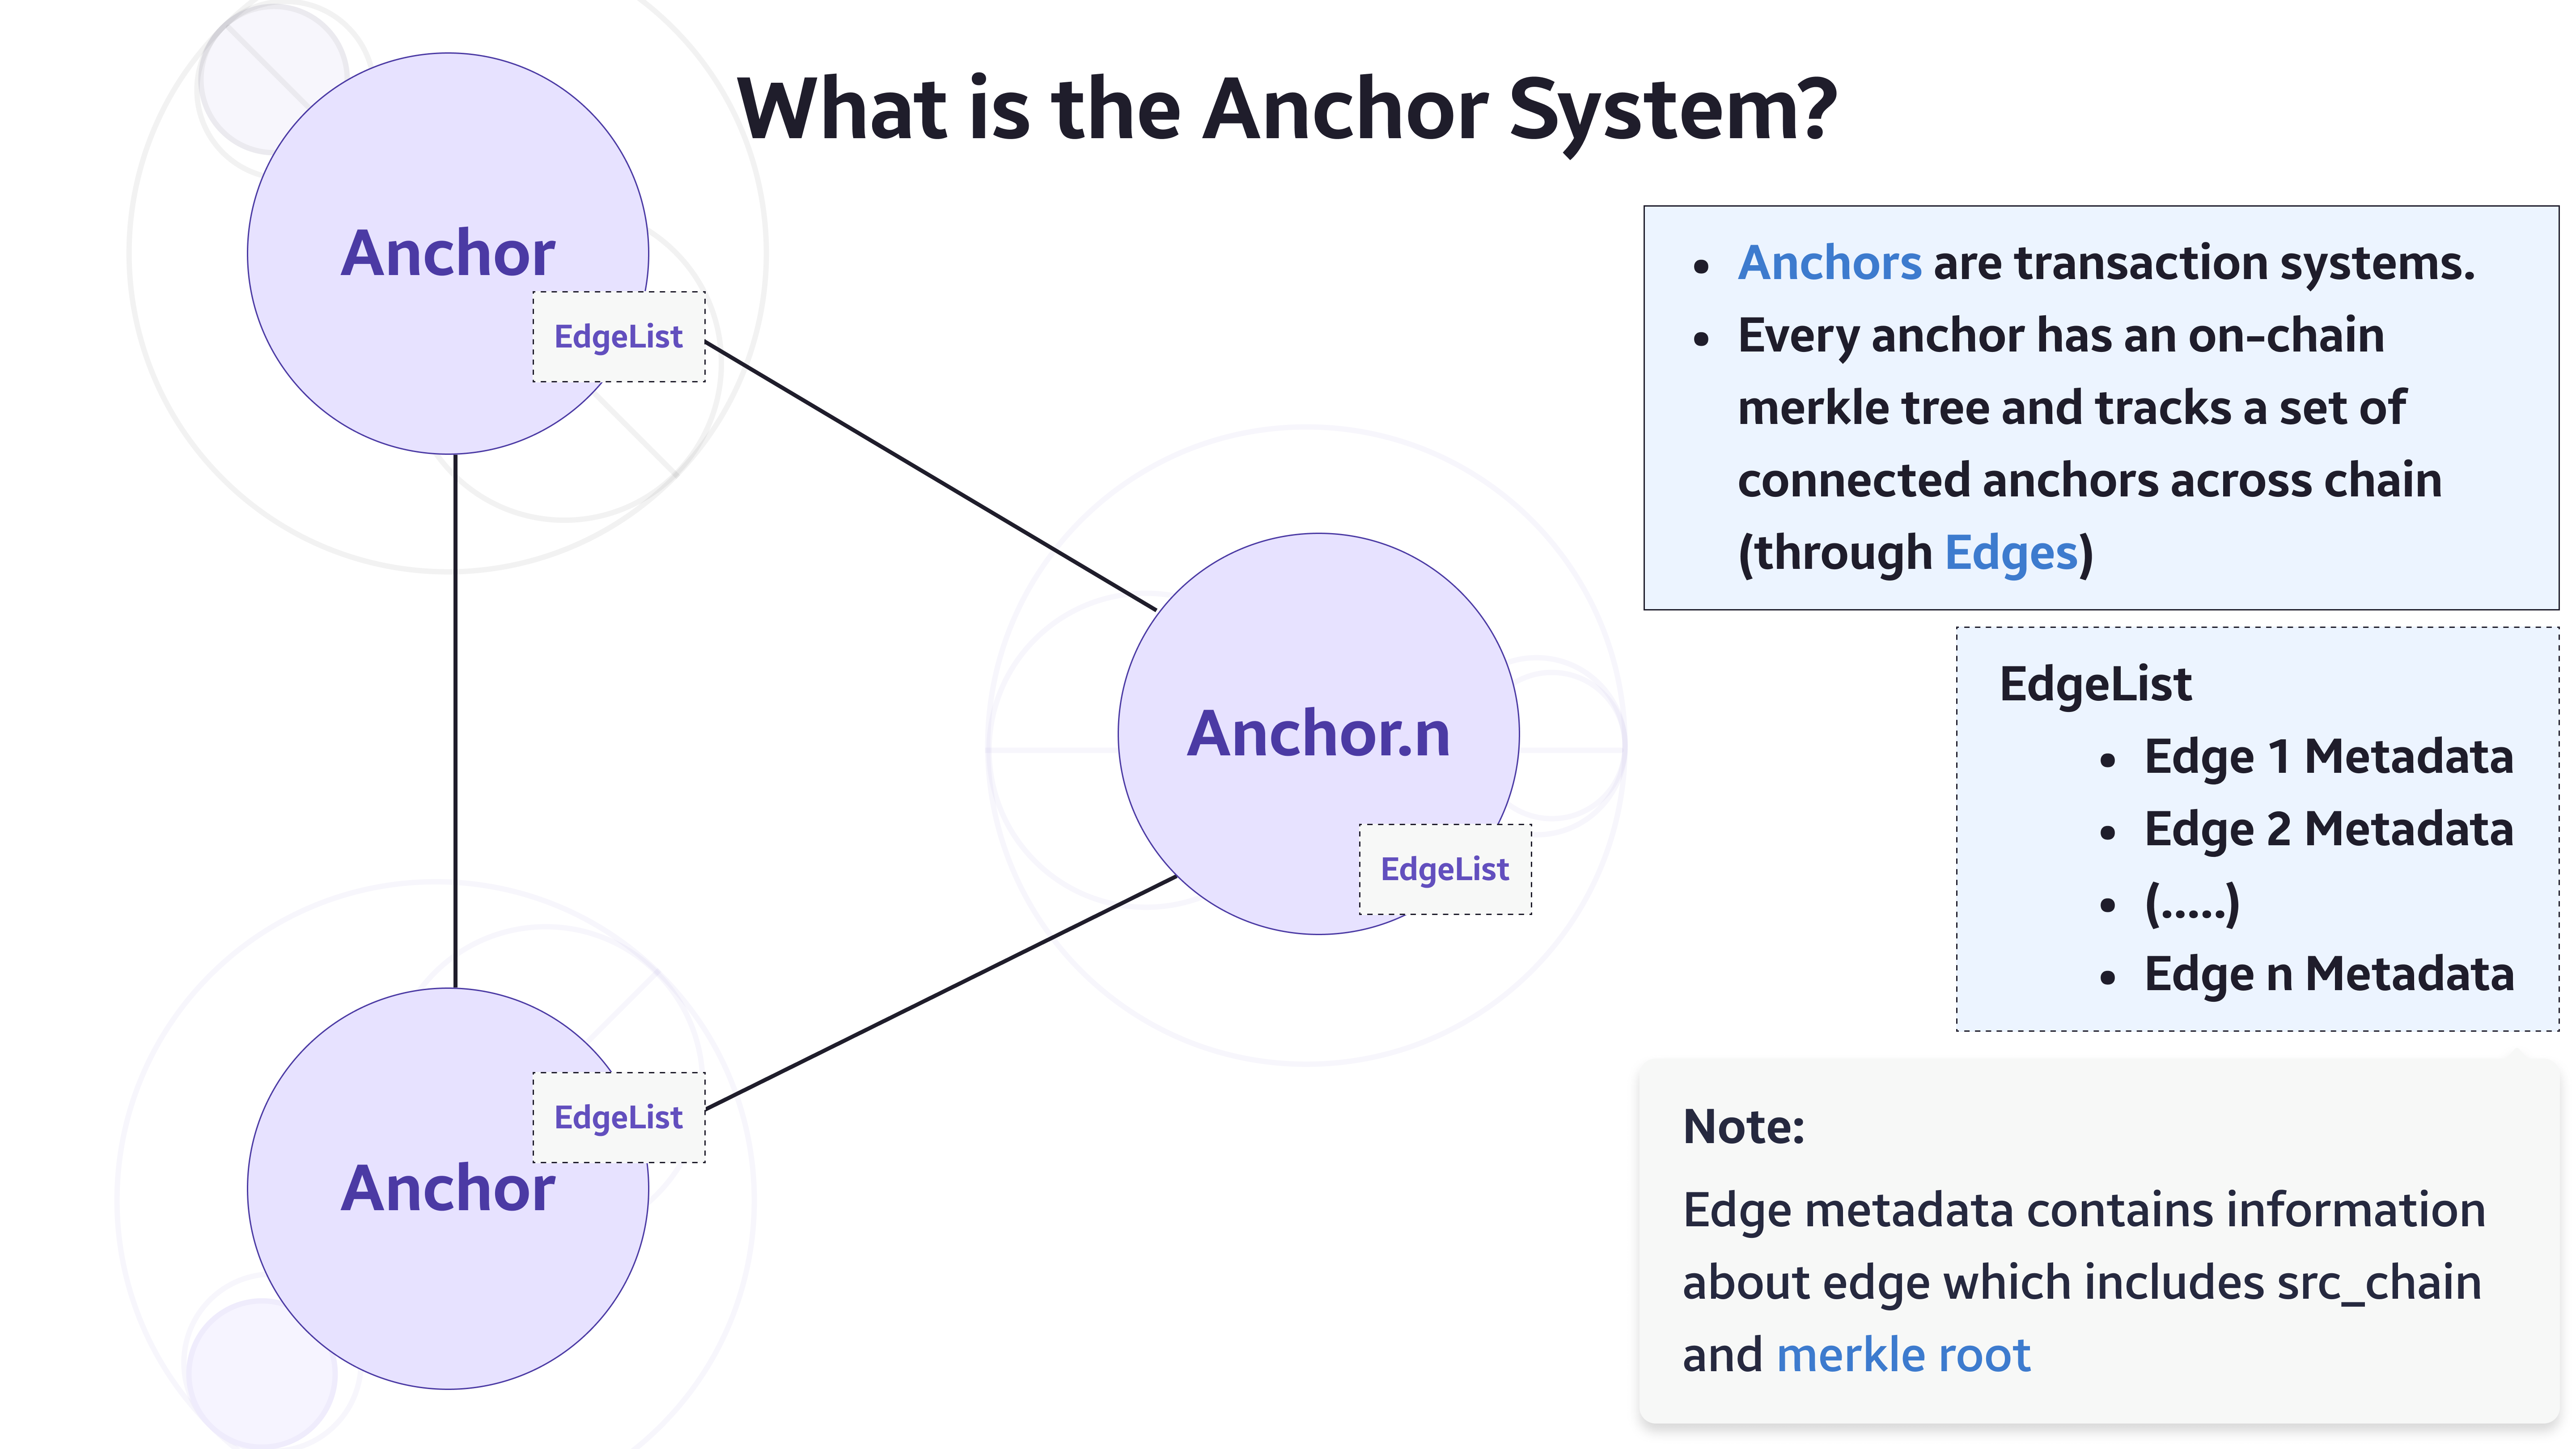 What is the Anchor System?
Anchor
EdgeList
Anchor.n
EdgeList
EdgeList
Anchor
• Anchors are transaction systems.
• Every anchor has an on-chain
merkle tree and tracks a set of
connected anchors across chain
(through Edges)
EdgeList
• Edge 1 Metadata
• Edge 2 Metadata
• (.....)
• Edge n Metadata
Note:
Edge metadata contains information
about edge which includes src_chain
and merkle root